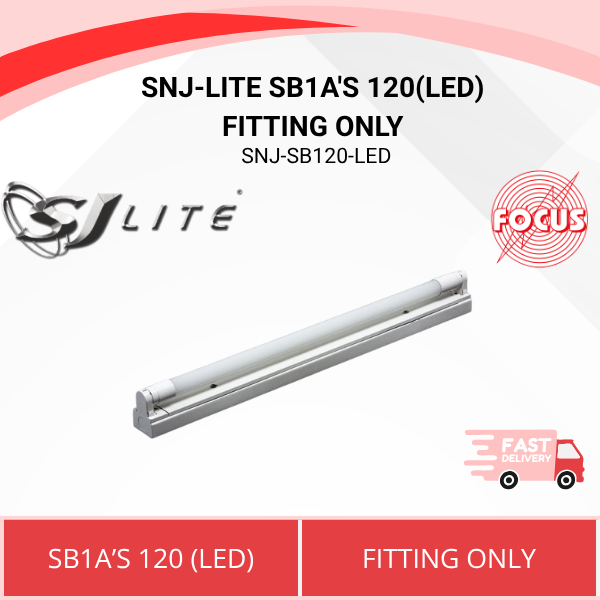 SNJ-LITE SB1A'S 120(LED)
FITTING ONLY
SNJ-SB120-LED
SJ LITE®
FOCUS
FAST
DELIVERY
SB1A’S 120 (LED)
FITTING ONLY